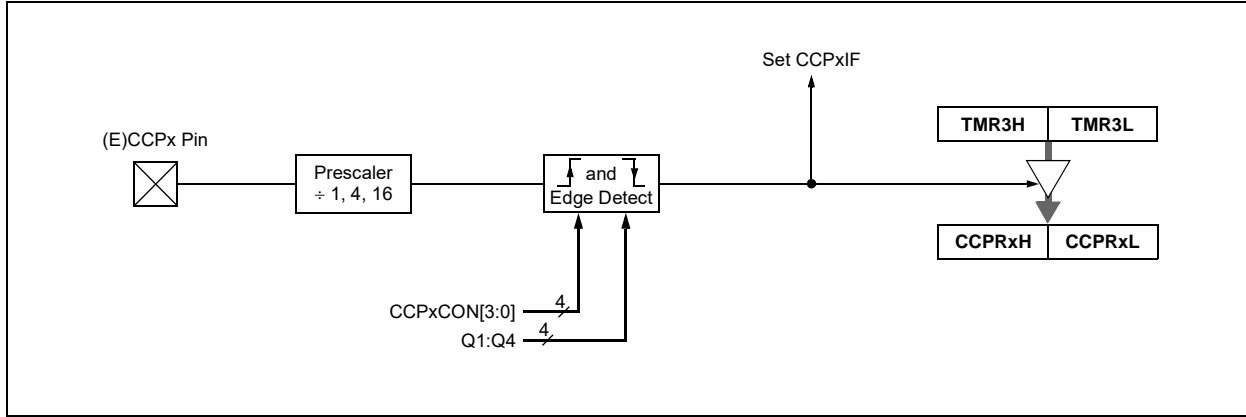 Set CCPxIF
TMR3H TMR3L
(E)CCPx Pin
Prescaler
÷ 1, 4, 16
and
Edge Detect
CCPRxH CCPRxL
CCPxCON[3:0] 4
Q1:Q4 4